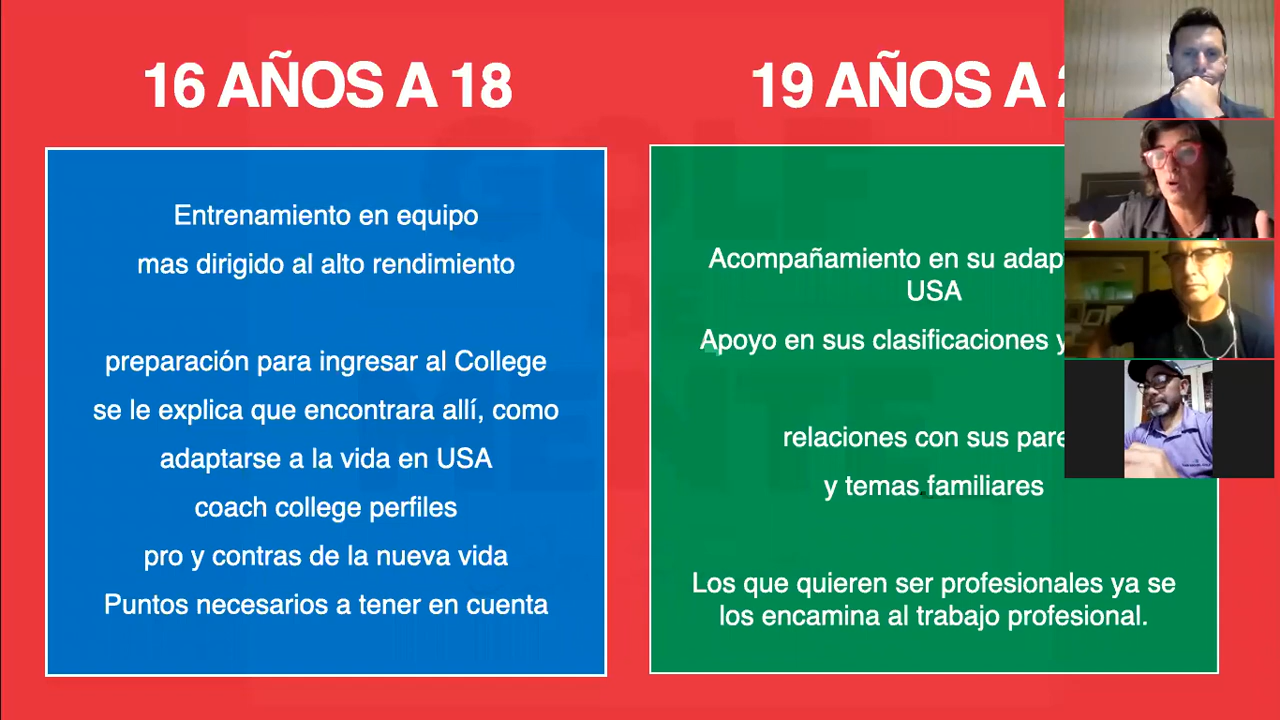 16 AÑOS A 18
Entrenamiento en equipo
mas dirigido al alto rendimiento
preparación para ingresar al College
se le explica que encontrara allí, como
adaptarse a la vida en USA
coach college perfiles
pro y contras de la nueva vida
Puntos necesarios a tener en cuenta
19 AÑOS A
Acompañamiento en su
USA
Apoyo en sus clasificaciones
relaciones con sus
y temas familiares
Los que quieren ser profesionales ya se
los encamina al trabajo profesional.